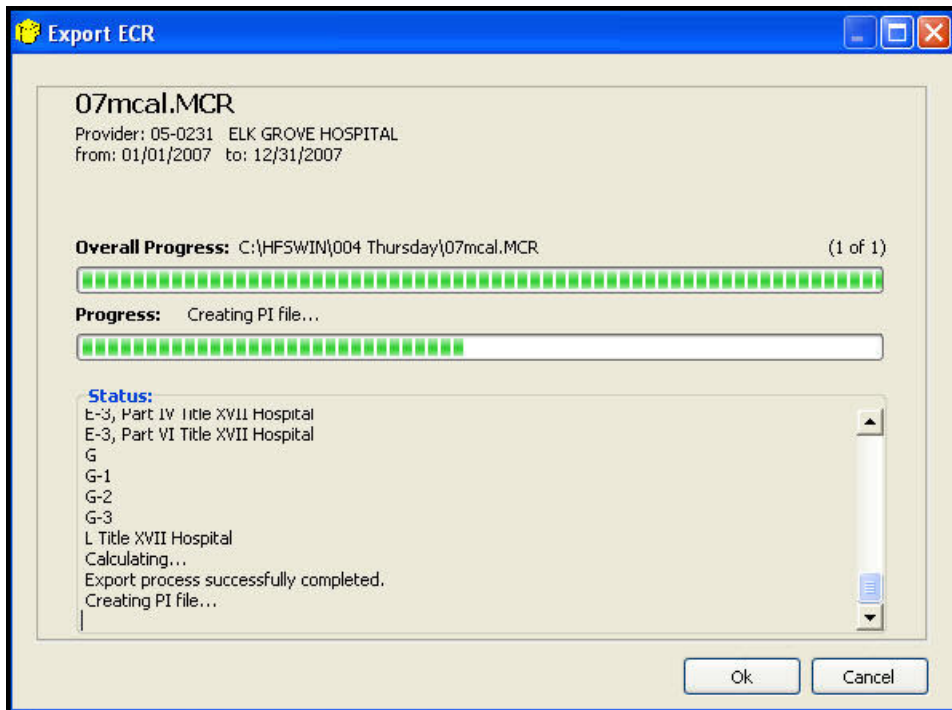 Export ECR
07mcal.MCR
Provider: 05-0231 ELK GROVE HOSPITAL
from: 01/01/2007 to: 12/31/2007
Overall Progress: C:\HFSWIN\004 Thursday\07mcal.MCR (1 of 1)
Progress: Creating PI file...
Status:
E-3, Part IV Title XVII Hospital
E-3, Part VI Title XVII Hospital
G
G-1
G-2
G-3
L Title XVII Hospital
Calculating...
Export process successfully completed.
Creating PI file...
Ok Cancel